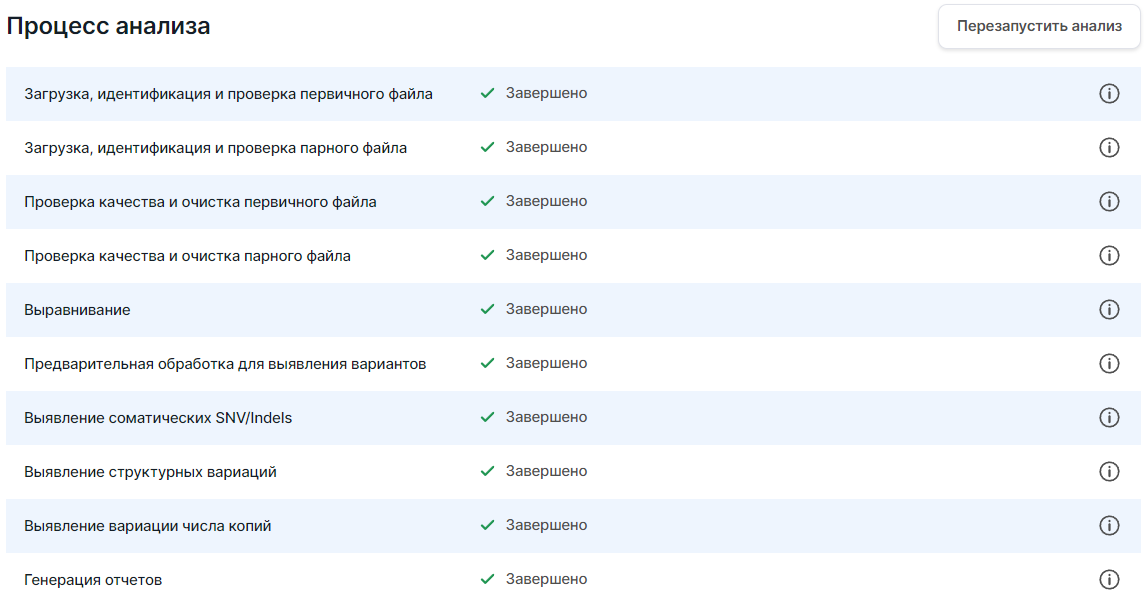 Процесс анализа
Перезапустить анализ
Загрузка, идентификация и проверка первичного файла Завершено
Загрузка, идентификация и проверка парного файла Завершено
Проверка качества и очистка первичного файла Завершено
Проверка качества и очистка парного файла Завершено
Выравнивание Завершено
Предварительная обработка для выявления вариантов Завершено
Выявление соматических SNV/Indels Завершено
Выявление структурных вариаций Завершено
Выявление вариации числа копий Завершено
Генерация отчетов Завершено